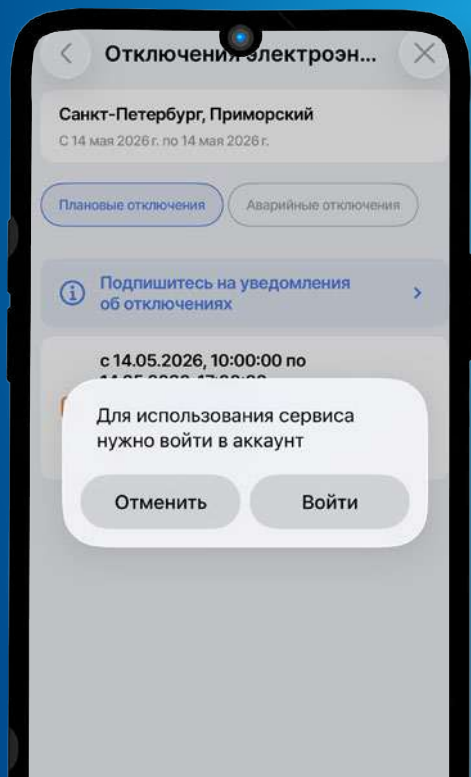 Отключения электроэн...
Санкт-Петербург, Приморский
С 14 мая 2026 г. по 14 мая 2026 г.
Плановые отключения
Аварийные отключения
Подпишитесь на уведомления
об отключениях
с 14.05.2026, 10:00:00 по
Для использования сервиса
нужно войти в аккаунт
Отменить
Войти